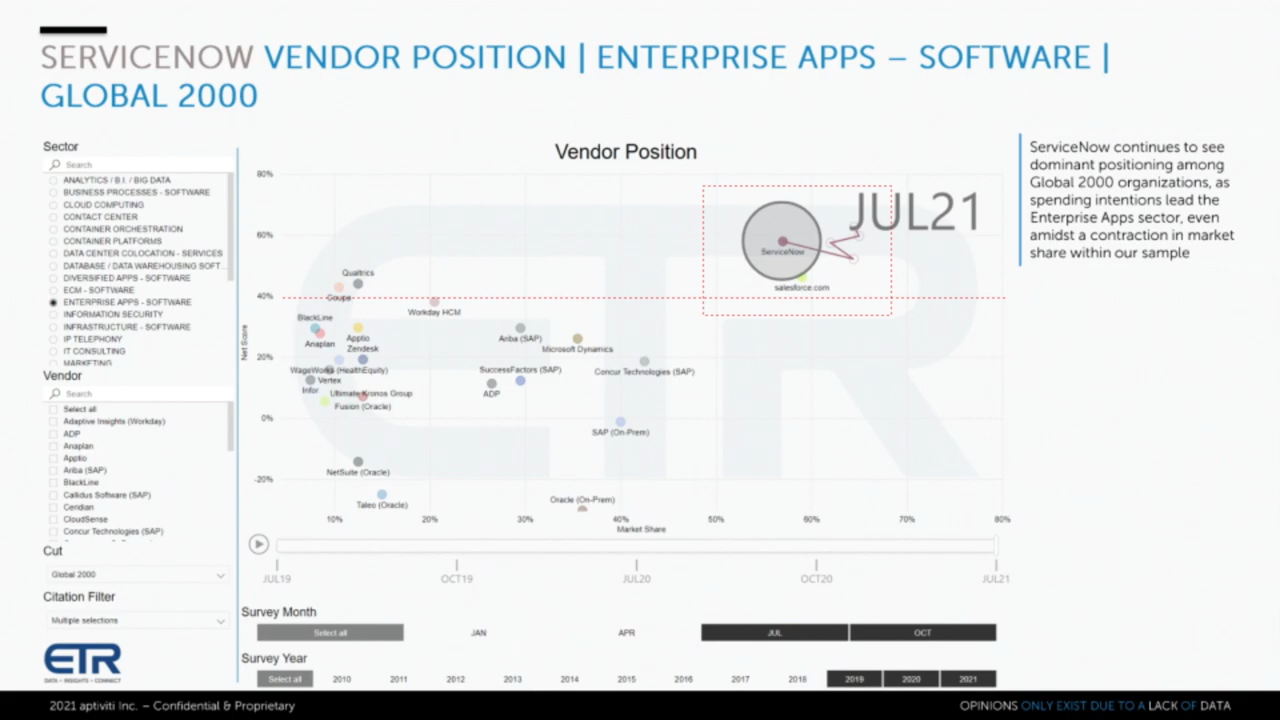 SERVICENOW VENDOR POSITION | ENTERPRISE APPS – SOFTWARE |
GLOBAL 2000
Sector
Search
ANALYTICS / B.I. / BIG DATA
BUSINESS PROCESSES - SOFTWARE
CLOUD COMPUTING
CONTACT CENTER
CONTAINER ORCHESTRATION
CONTAINER PLATFORMS
DATA CENTER COLOCATION - SERVICES
DATABASE / DATA WAREHOUSING SOFT...
DIVERSIFIED APPS - SOFTWARE
ECM - SOFTWARE
ENTERPRISE APPS - SOFTWARE
INFORMATION SECURITY
INFRASTRUCTURE - SOFTWARE
IP TELEPHONY
IT CONSULTING
MARKETING
Vendor
Search
Select all
Adaptive Insights (Workday)
ADP
Anaplan
Apptio
Ariba (SAP)
BlackLine
Callidus Software (SAP)
Ceridian
CloudSense
Concur Technologies (SAP)
Cut
Global 2000
Citation Filter
Multiple selections
ETR
DATA – INSIGHTS – CONNECT
Vendor Position
ETR
JUL21
80%
60%
40%
20%
0%
-20%
Net Score
ServiceNow
salesforce.com
Qualtrics
Coupa
Workday HCM
BlackLine
Anaplan
Apptio
Zendesk
Ariba (SAP)
Microsoft Dynamics
WageWorks (HealthEquity)
SuccessFactors (SAP)
Concur Technologies (SAP)
Vertex
Infor
Ultimate Kronos Group
ADP
Fusion (Oracle)
SAP (On-Prem)
NetSuite (Oracle)
Taleo (Oracle)
Oracle (On-Prem)
10%
20%
30%
40%
50%
60%
70%
80%
Market Share
JUL19
OCT19
JUL20
OCT20
JUL21
Survey Month
Select all
JAN
APR
JUL
OCT
Survey Year
Select all
2010
2011
2012
2013
2014
2015
2016
2017
2018
2019
2020
2021
ServiceNow continues to see
dominant positioning among
Global 2000 organizations, as
spending intentions lead the
Enterprise Apps sector, even
amidst a contraction in market
share within our sample
2021 aptiviti Inc. – Confidential & Proprietary
OPINIONS ONLY EXIST DUE TO A LACK OF DATA